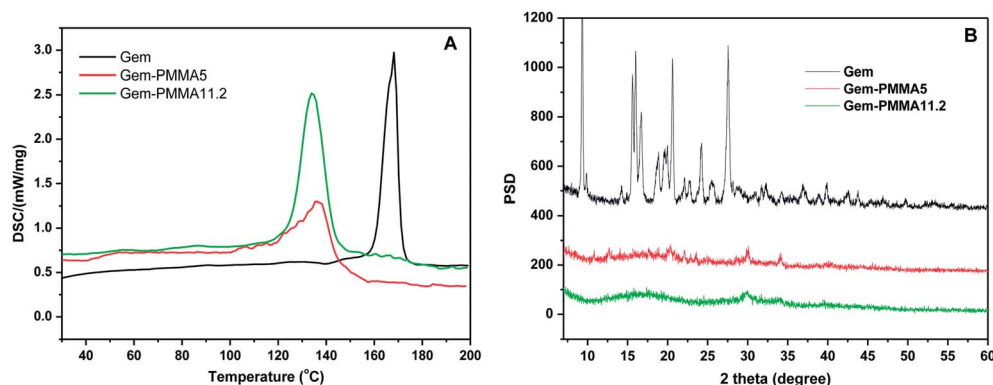 A
Gem
Gem-PMMA5
Gem-PMMA11.2
DSC/(mW/mg)
3.0
2.5
2.0
1.5
1.0
0.5
0.0
40 60 80 100 120 140 160 180 200
Temperature (°C)
B
Gem
Gem-PMMA5
Gem-PMMA11.2
PSD
1200
1000
800
600
400
200
0
10 15 20 25 30 35 40 45 50 55 60
2 theta (degree)